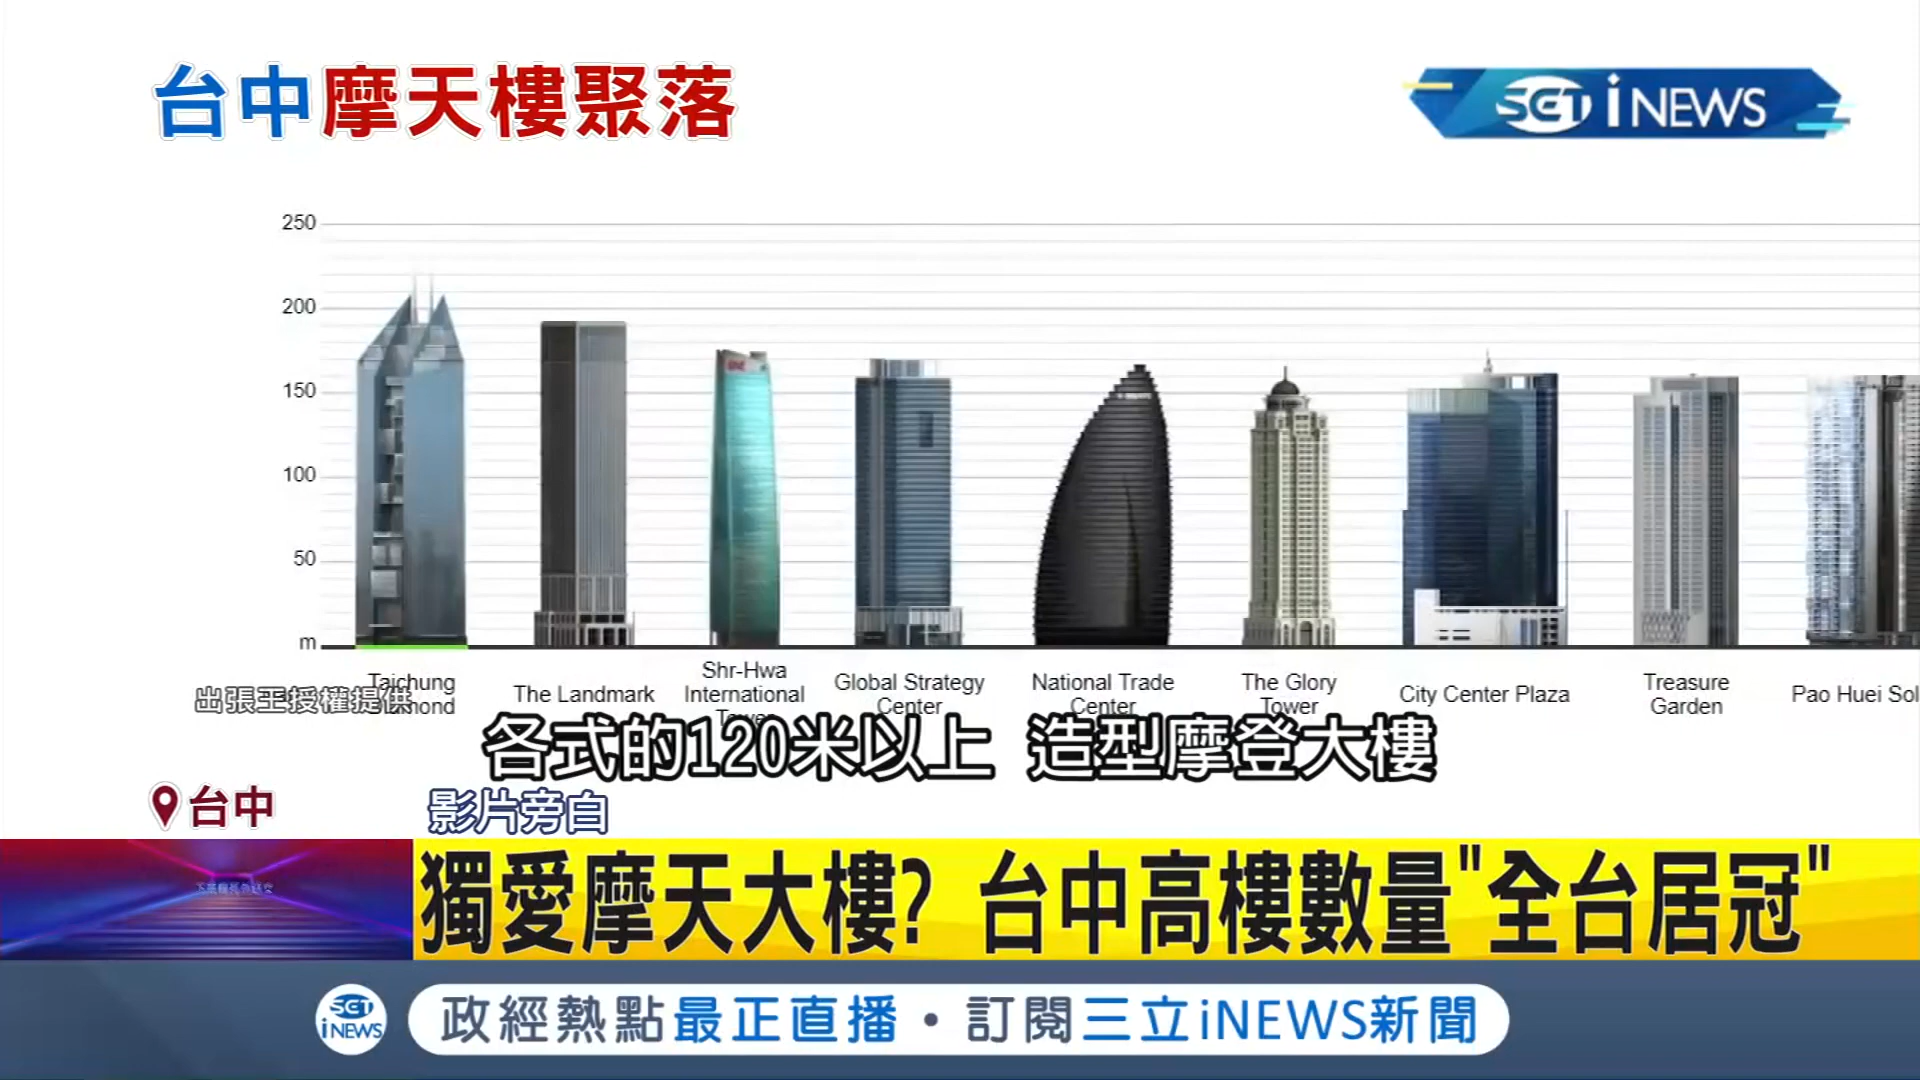 台中摩天樓聚落
SET iNEWS
250
200
150
100
50
m
Taichung
The Landmark
Shr-Hwa
International
Tower
Global Strategy
Center
National Trade
Center
The Glory
Tower
City Center Plaza
Treasure
Garden
Pao Huei Sol
出張王授權提供
各式的120米以上 造型摩登大樓
台中
影片旁白
獨愛摩天大樓? 台中高樓數量"全台居冠"
SET iNEWS
政經熱點最正直播・訂閱三立iNEWS新聞